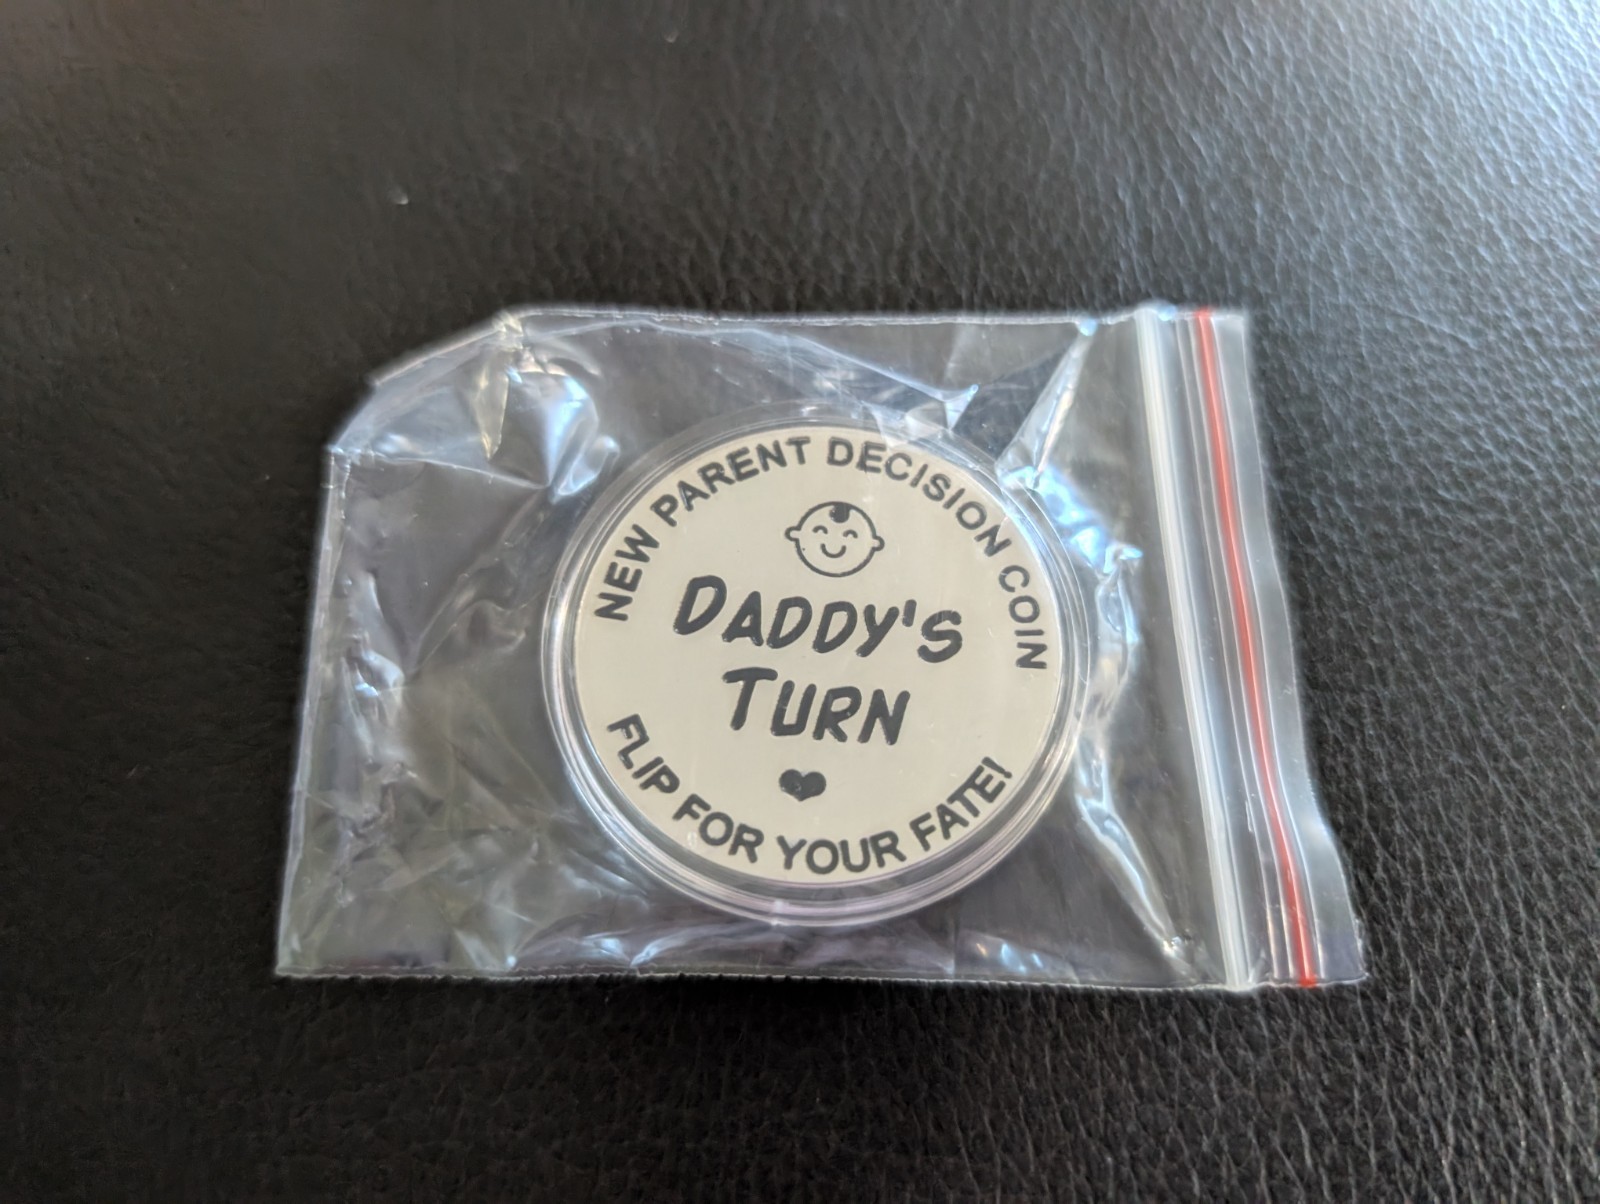 NEW PARENT DECISION COIN
DADDY'S
TURN
FLIP FOR YOUR FATE!